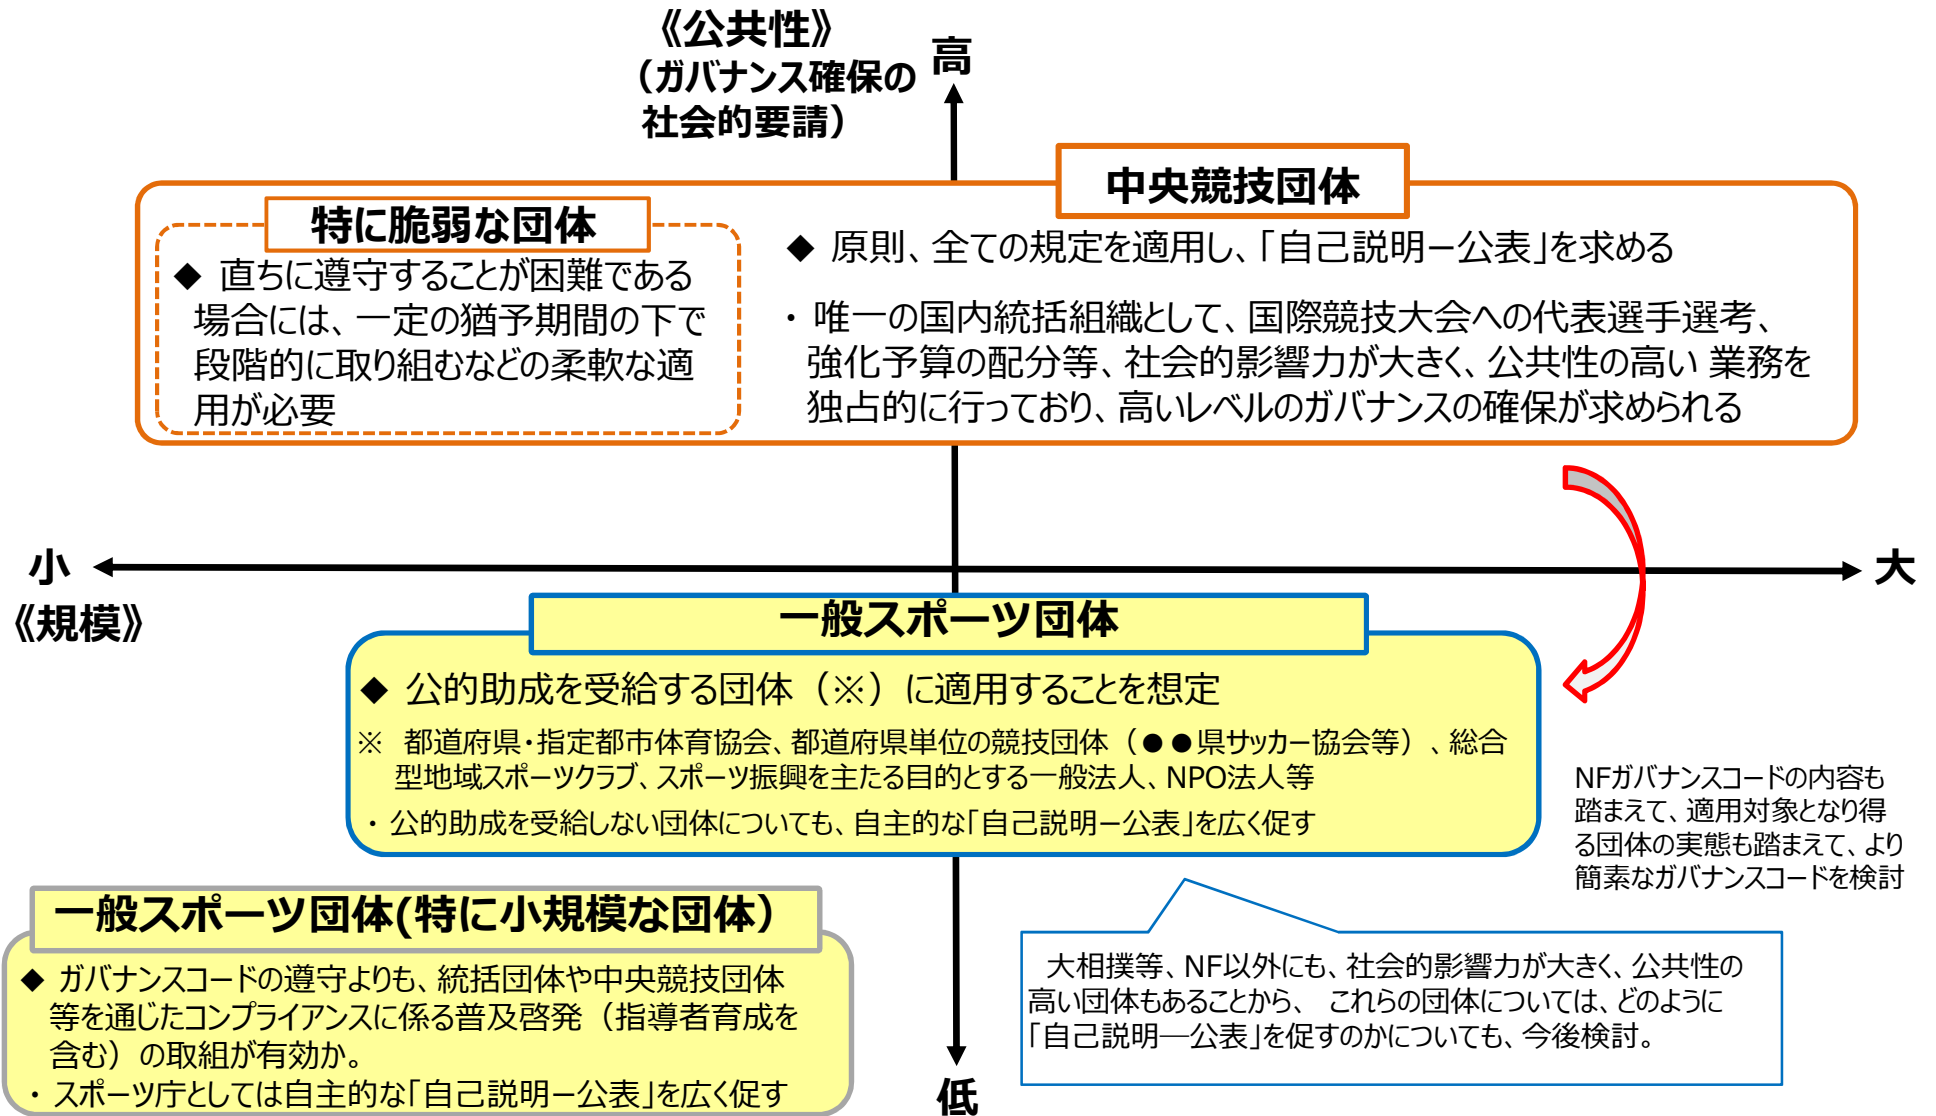 《公共性》
(ガバナンス確保の
社会的要請)
高
中央競技団体
特に脆弱な団体
◆ 直ちに遵守することが困難である
場合には、一定の猶予期間の下で
段階的に取り組むなどの柔軟な適
用が必要
◆ 原則、全ての規定を適用し、「自己説明ー公表」を求める
・ 唯一の国内統括組織として、国際競技大会への代表選手選考、
強化予算の配分等、社会的影響力が大きく、公共性の高い 業務を
独占的に行っており、高いレベルのガバナンスの確保が求められる
小
《規模》
大
一般スポーツ団体
◆ 公的助成を受給する団体(※)に適用することを想定
※ 都道府県・指定都市体育協会、都道府県単位の競技団体(●●県サッカー協会等)、総合
型地域スポーツクラブ、スポーツ振興を主たる目的とする一般法人、NPO法人等
・ 公的助成を受給しない団体についても、自主的な「自己説明ー公表」を広く促す
NFガバナンスコードの内容も
踏まえて、適用対象となり得
る団体の実態も踏まえて、より
簡素なガバナンスコードを検討
一般スポーツ団体(特に小規模な団体)
◆ ガバナンスコードの遵守よりも、統括団体や中央競技団体
等を通じたコンプライアンスに係る普及啓発(指導者育成を
含む)の取組が有効か。
・ スポーツ庁としては自主的な「自己説明ー公表」を広く促す
大相撲等、NF以外にも、社会的影響力が大きく、公共性の
高い団体もあることから、 これらの団体については、どのように
「自己説明―公表」を促すのかについても、今後検討。
低